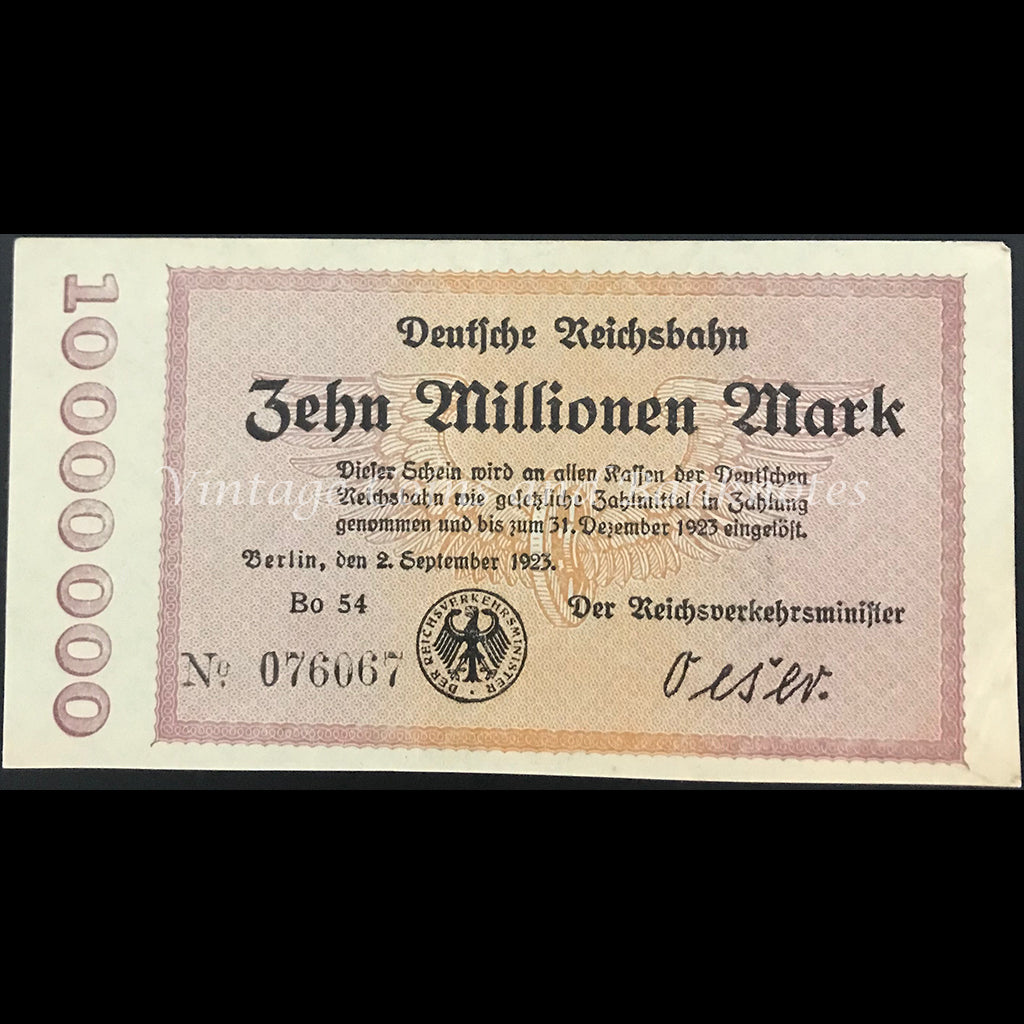 10000000
Deutsche Reichsbahn
Zehn Millionen Mark
Dieser Schein wird an allen Kassen der Deutschen
Reichsbahn wie gesetzliche Zahlmittel in Zahlung
genommen und bis zum 31. Dezember 1923 eingelöst.
Berlin, den 2. September 1923.
Bo 54
Der Reichsverkehrsminister
No 076067
DER REICHSVERKEHRSMINISTER
Oeser.
Vintage